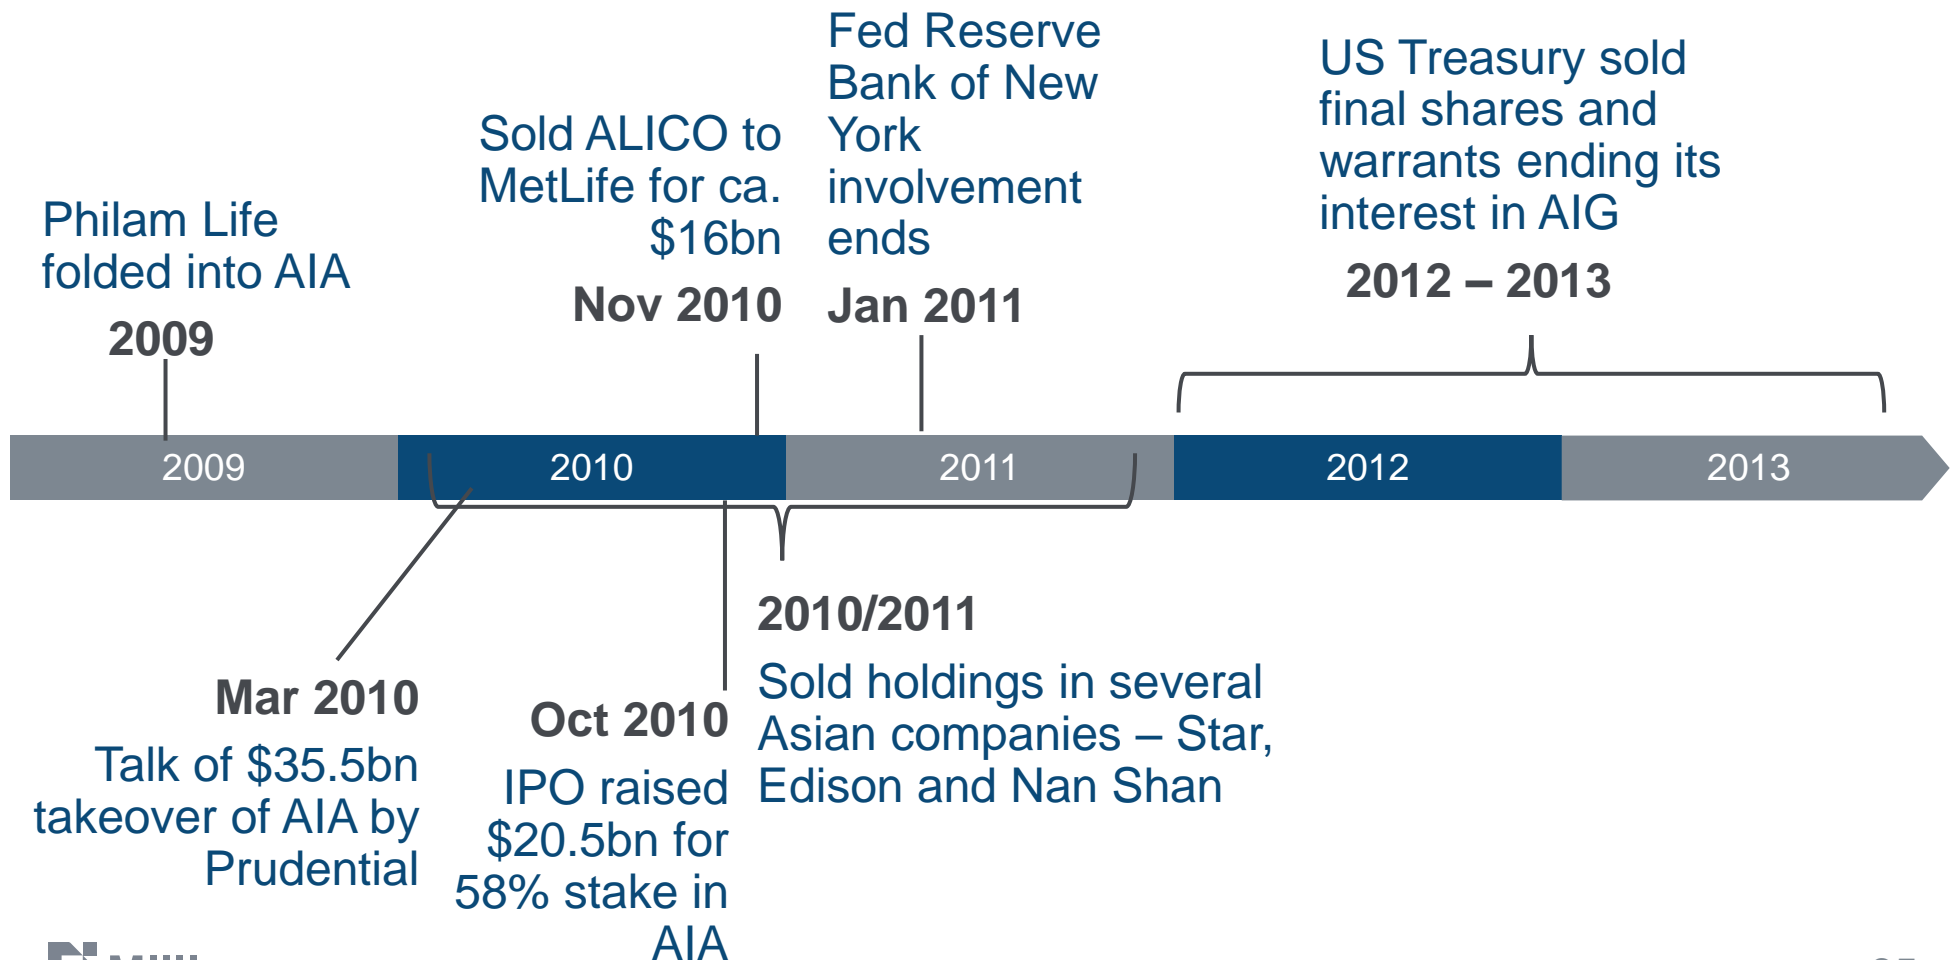 Philam Life
folded into AIA
2009
Sold ALICO to
MetLife for ca.
$16bn
Nov 2010
Fed Reserve
Bank of New
York
involvement
ends
Jan 2011
US Treasury sold
final shares and
warrants ending its
interest in AIG
2012 – 2013
2009
2010
2011
2012
2013
Mar 2010
Talk of $35.5bn
takeover of AIA by
Prudential
Oct 2010
IPO raised
$20.5bn for
58% stake in
AIA
2010/2011
Sold holdings in several
Asian companies – Star,
Edison and Nan Shan